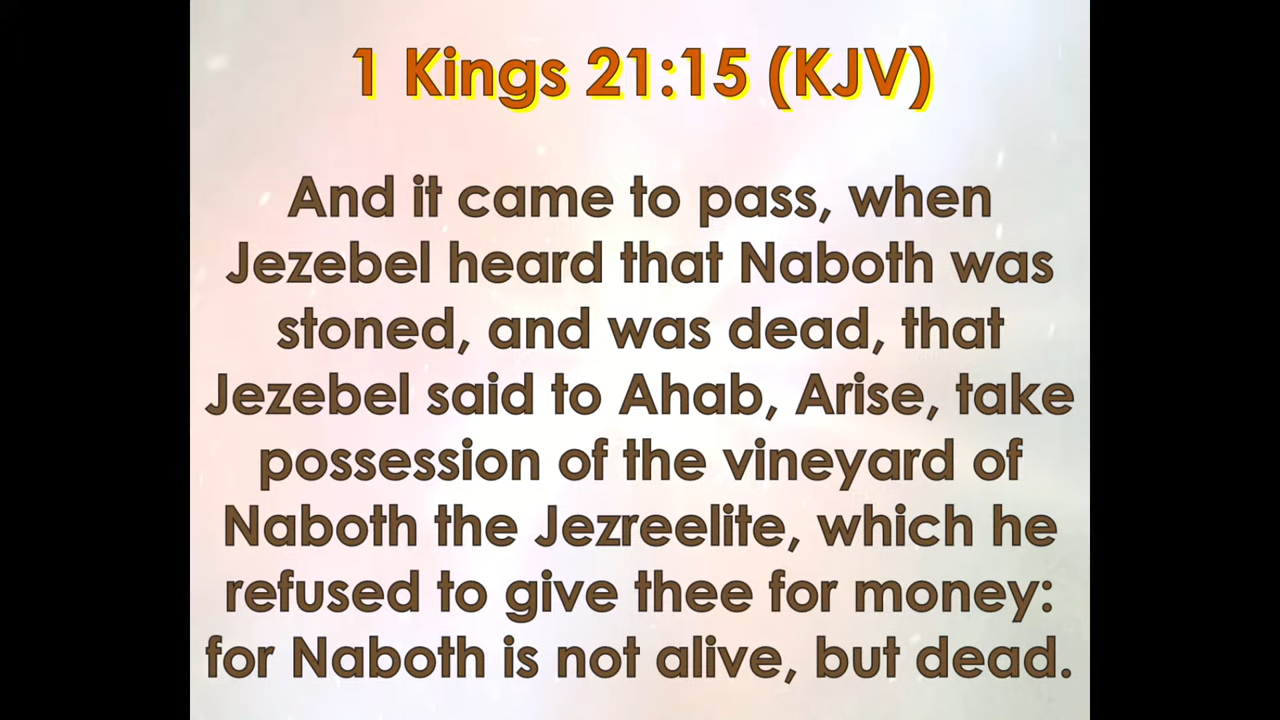 1 Kings 21:15 (KJV)
And it came to pass, when
Jezebel heard that Naboth was
stoned, and was dead, that
Jezebel said to Ahab, Arise, take
possession of the vineyard of
Naboth the Jezreelite, which he
refused to give thee for money:
for Naboth is not alive, but dead.